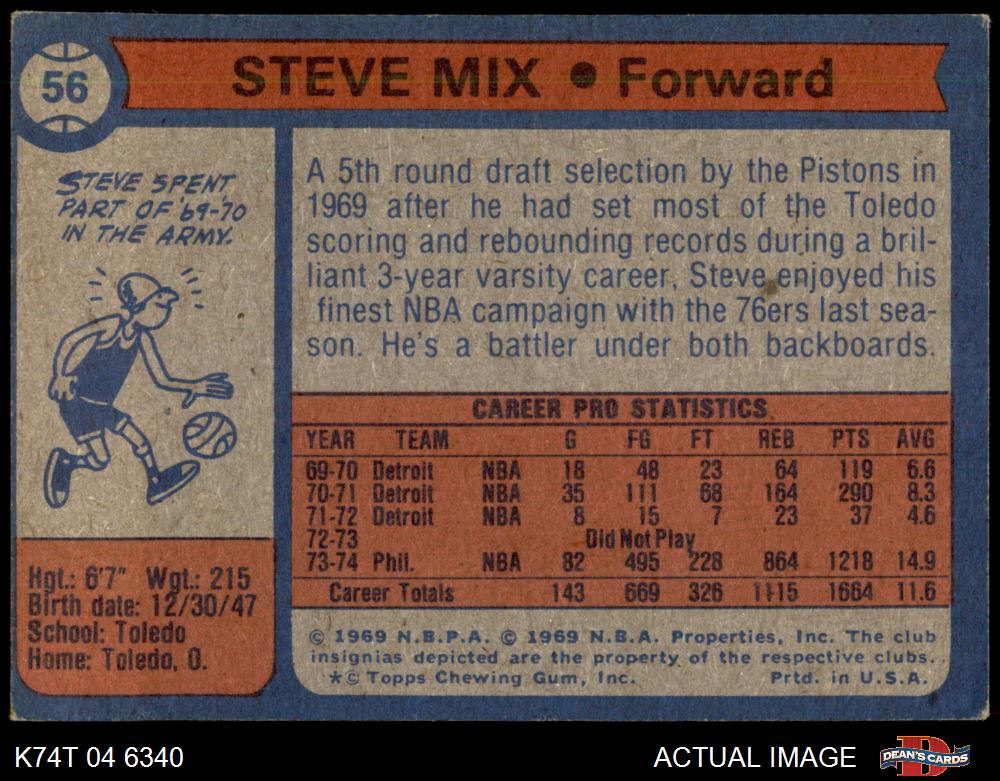 56
STEVE MIX ● Forward
STEVE SPENT
PART OF '69-70
IN THE ARMY.
A 5th round draft selection by the Pistons in
1969 after he had set most of the Toledo
scoring and rebounding records during a bril-
liant 3-year varsity career, Steve enjoyed his
finest NBA campaign with the 76ers last sea-
son. He's a battler under both backboards.
CAREER PRO STATISTICS
YEAR TEAM G FG FT REB PTS AVG
69-70 Detroit NBA 18 48 23 64 119 6.6
70-71 Detroit NBA 35 111 68 164 290 8.3
71-72 Detroit NBA 8 15 7 23 37 4.6
72-73 Did Not Play
73-74 Phil. NBA 82 495 228 864 1218 14.9
Career Totals 143 669 326 1115 1664 11.6
Hgt.: 6'7" Wgt.: 215
Birth date: 12/30/47
School: Toledo
Home: Toledo, O.
© 1969 N.B.P.A. © 1969 N.B.A. Properties, Inc. The club
insignias depicted are the property of the respective clubs.
*© Topps Chewing Gum, Inc. Prtd. in U.S.A.
K74T 04 6340
ACTUAL IMAGE
DEAN'S CARDS